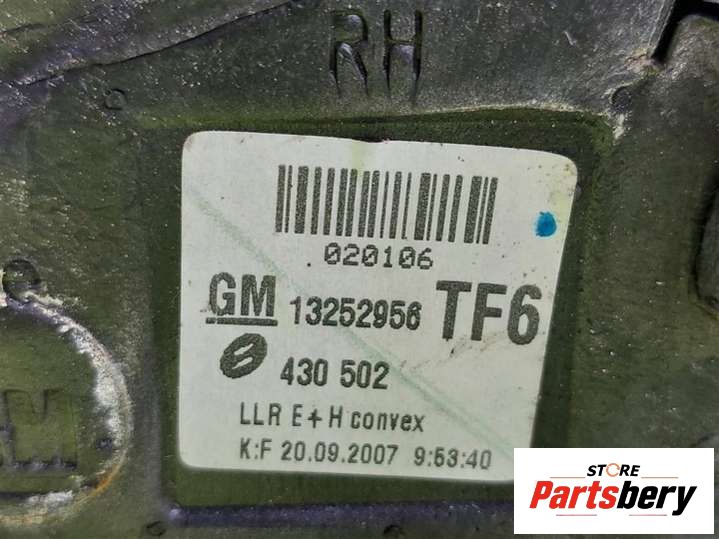 RH
020106
GM 13252956 TF6
430 502
LLR E+H convex
K:F 20.09.2007 9:53:40
STORE
Partsbery